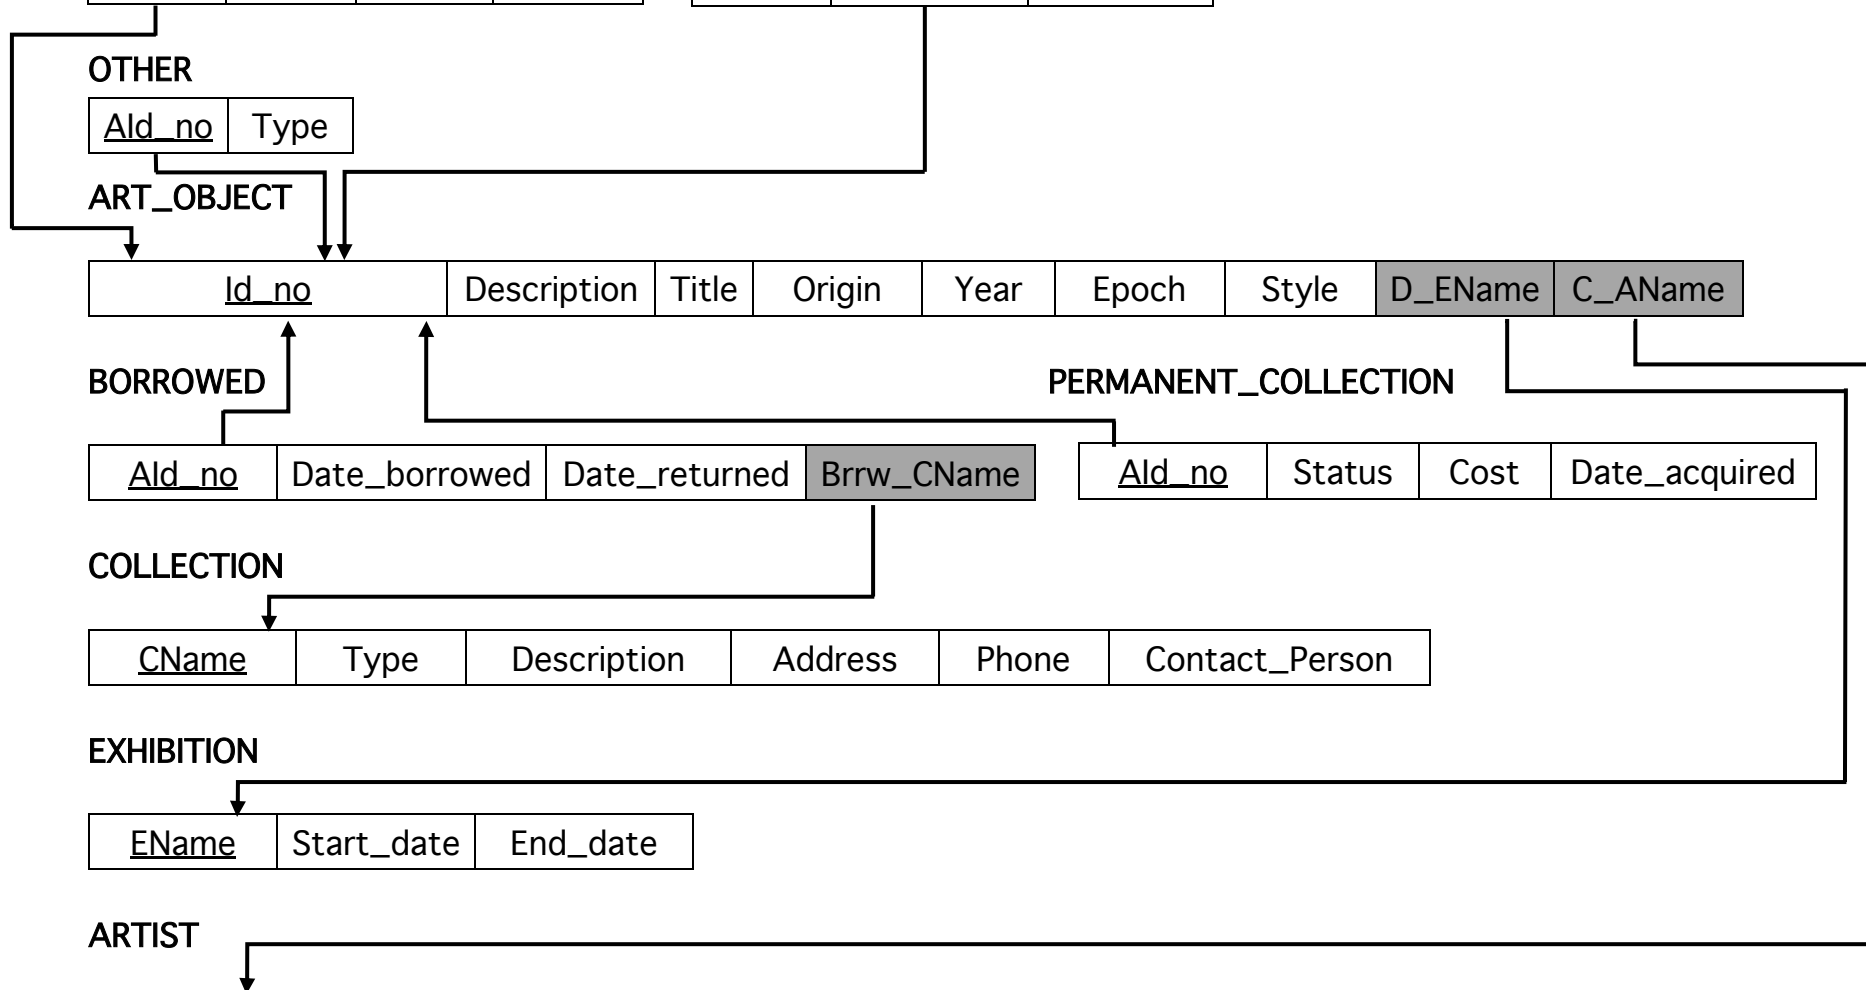 OTHER
AId_no Type
ART_OBJECT
Id_no Description Title Origin Year Epoch Style D_EName C_AName
BORROWED PERMANENT_COLLECTION
AId_no Date_borrowed Date_returned Brrw_CName AId_no Status Cost Date_acquired
COLLECTION
CName Type Description Address Phone Contact_Person
EXHIBITION
EName Start_date End_date
ARTIST